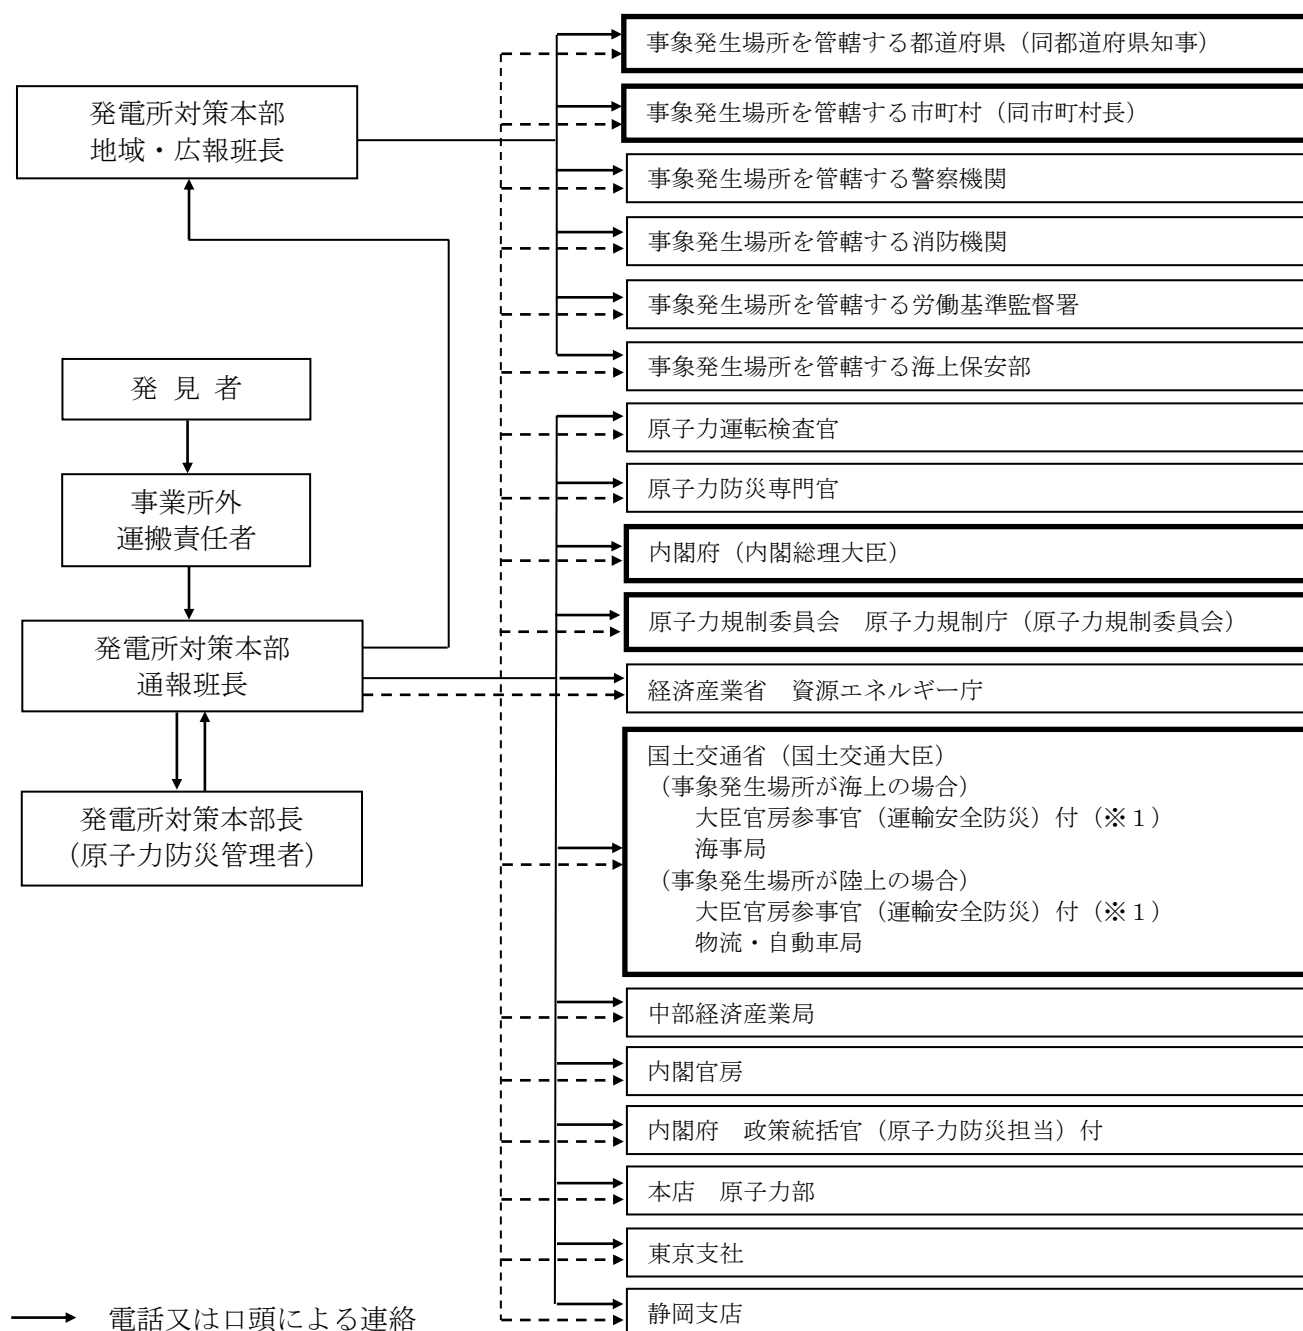 事象発生場所を管轄する都道府県（同都道府県知事）
発電所対策本部
地域・広報班長
事象発生場所を管轄する市町村（同市町村長）
事象発生場所を管轄する警察機関
事象発生場所を管轄する消防機関
事象発生場所を管轄する労働基準監督署
事象発生場所を管轄する海上保安部
発見者
事業所外
運搬責任者
発電所対策本部
通報班長
発電所対策本部長
（原子力防災管理者）
原子力運転検査官
原子力防災専門官
内閣府（内閣総理大臣）
原子力規制委員会　原子力規制庁（原子力規制委員会）
経済産業省　資源エネルギー庁
国土交通省（国土交通大臣）
（事象発生場所が海上の場合）
大臣官房参事官（運輸安全防災）付（※１）
海事局
（事象発生場所が陸上の場合）
大臣官房参事官（運輸安全防災）付（※１）
物流・自動車局
中部経済産業局
内閣官房
内閣府　政策統括官（原子力防災担当）付
本店　原子力部
東京支社
静岡支店
電話又は口頭による連絡